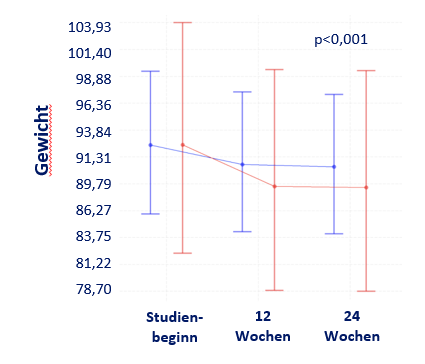 103,93
p<0,001
101,40
98,88
96,36
93,84
91,31
89,79
86,27
83,75
81,22
78,70
Gewicht
Studien-
beginn
12
Wochen
24
Wochen